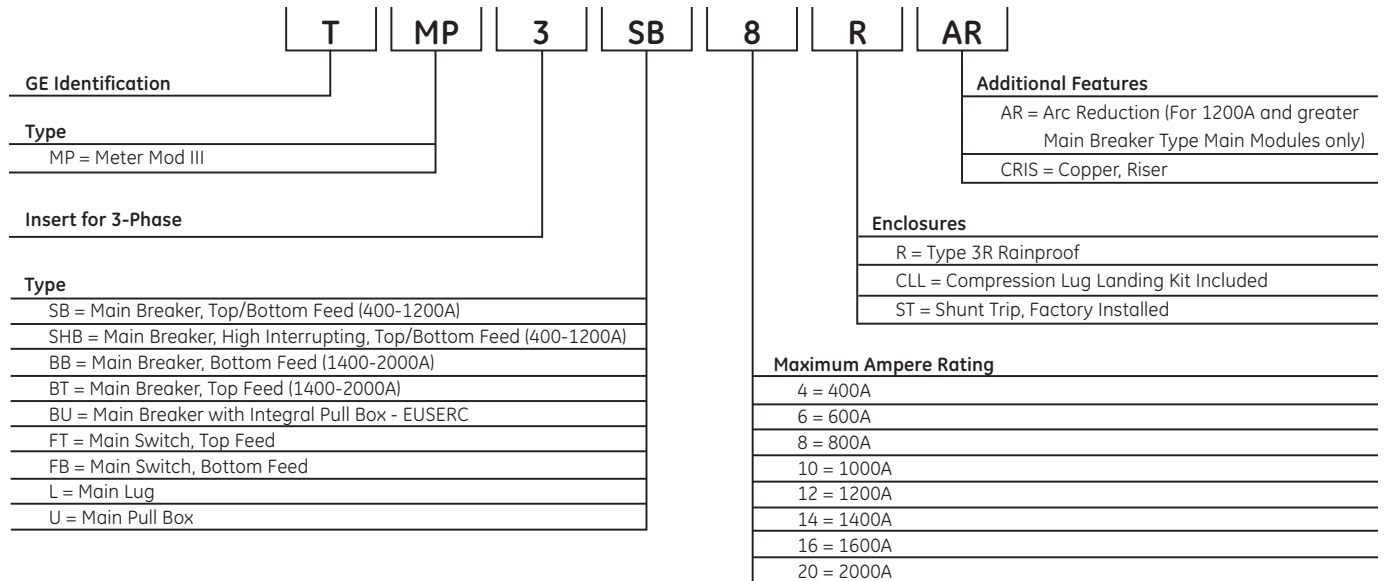 T MP 3 SB 8 R AR
GE Identification
Type
MP = Meter Mod III
Insert for 3-Phase
Type
SB = Main Breaker, Top/Bottom Feed (400-1200A)
SHB = Main Breaker, High Interrupting, Top/Bottom Feed (400-1200A)
BB = Main Breaker, Bottom Feed (1400-2000A)
BT = Main Breaker, Top Feed (1400-2000A)
BU = Main Breaker with Integral Pull Box - EUSERC
FT = Main Switch, Top Feed
FB = Main Switch, Bottom Feed
L = Main Lug
U = Main Pull Box
Additional Features
AR = Arc Reduction (For 1200A and greater
Main Breaker Type Main Modules only)
CRIS = Copper, Riser
Enclosures
R = Type 3R Rainproof
CLL = Compression Lug Landing Kit Included
ST = Shunt Trip, Factory Installed
Maximum Ampere Rating
4 = 400A
6 = 600A
8 = 800A
10 = 1000A
12 = 1200A
14 = 1400A
16 = 1600A
20 = 2000A